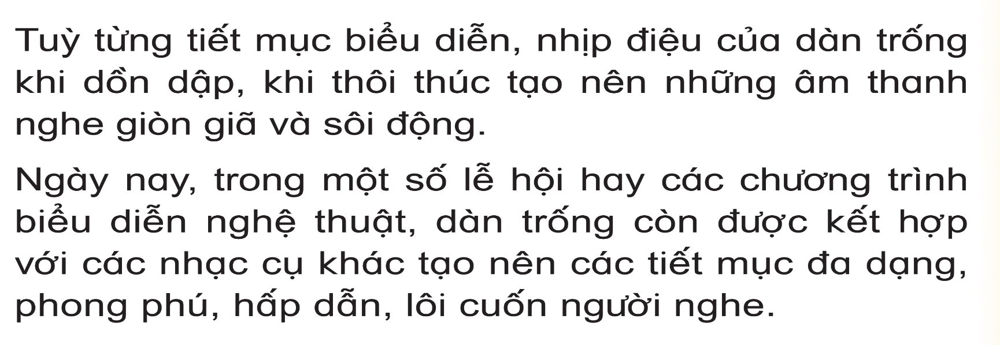 Tuỳ từng tiết mục biểu diễn, nhịp điệu của dàn trống
khi dồn dập, khi thôi thúc tạo nên những âm thanh
nghe giòn giã và sôi động.
Ngày nay, trong một số lễ hội hay các chương trình
biểu diễn nghệ thuật, dàn trống còn được kết hợp
với các nhạc cụ khác tạo nên các tiết mục đa dạng,
phong phú, hấp dẫn, lôi cuốn người nghe.